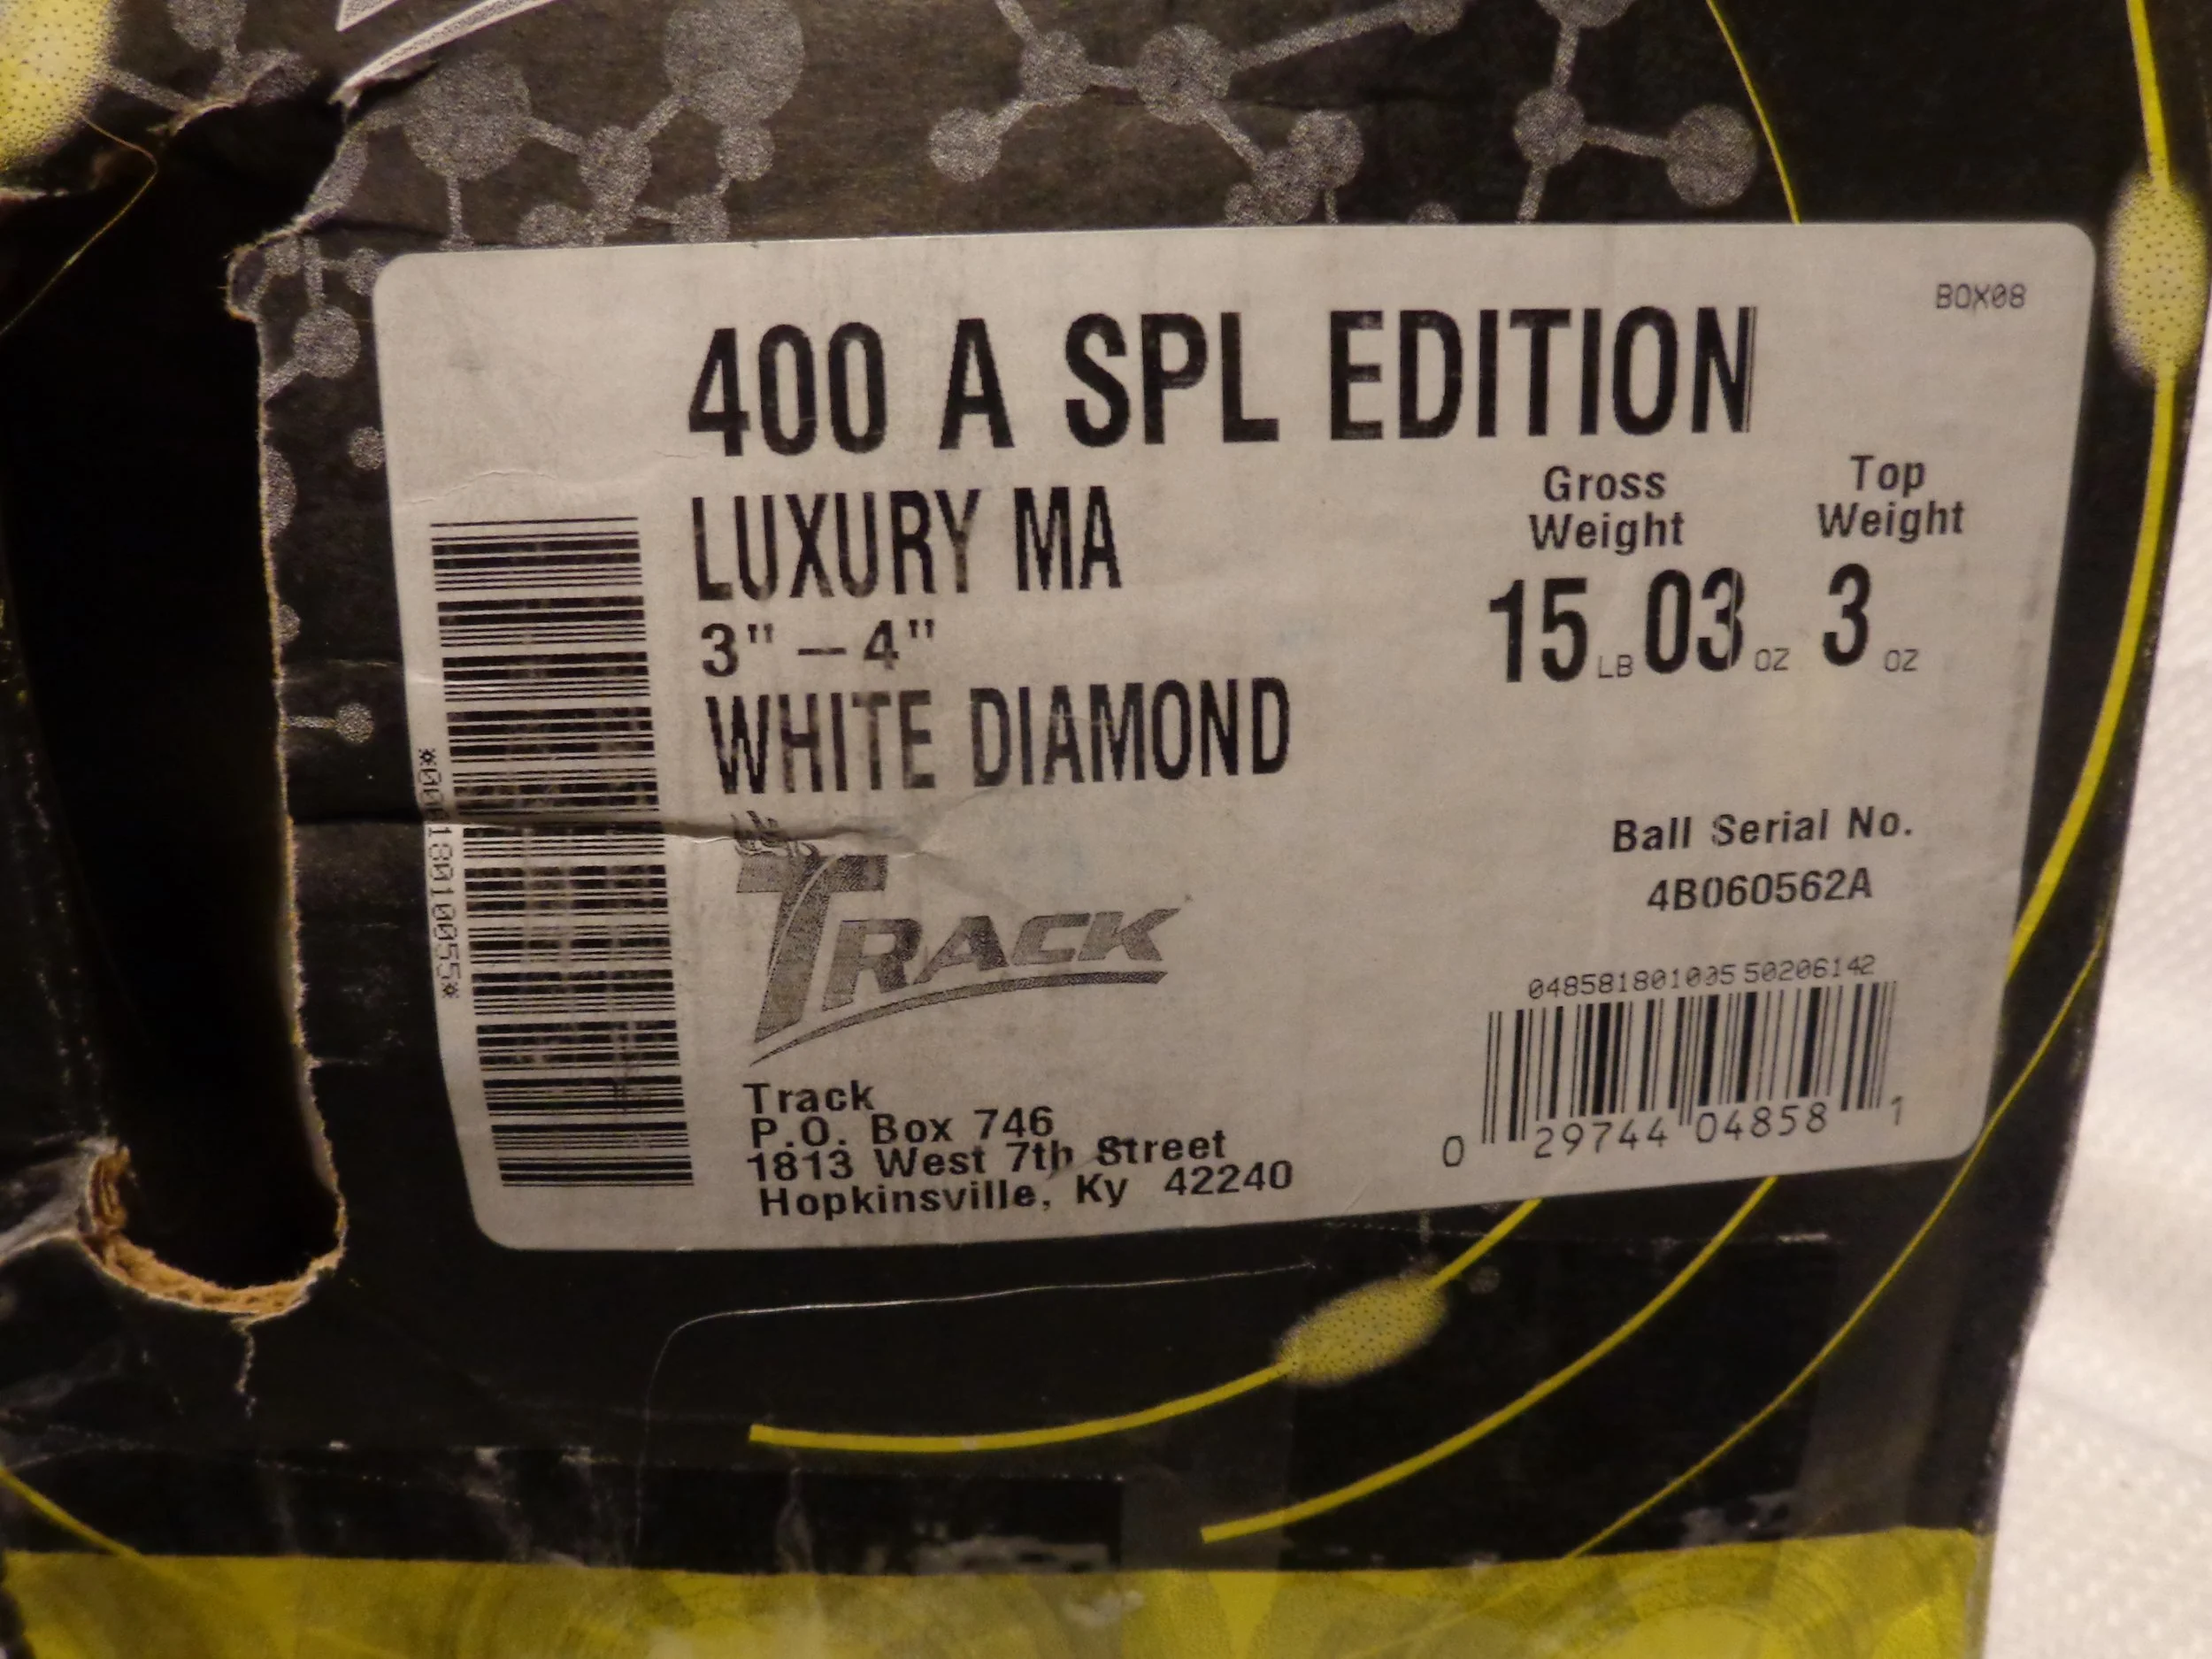 BOX08
400 A SPL EDITION
LUXURY MA
3" – 4"
WHITE DIAMOND
Gross Weight
Top Weight
15 LB 03 OZ 3 OZ
Ball Serial No.
4B060562A
TRACK
Track
P.O. Box 746
1813 West 7th Street
Hopkinsville, Ky 42240
0 29744 04858 1